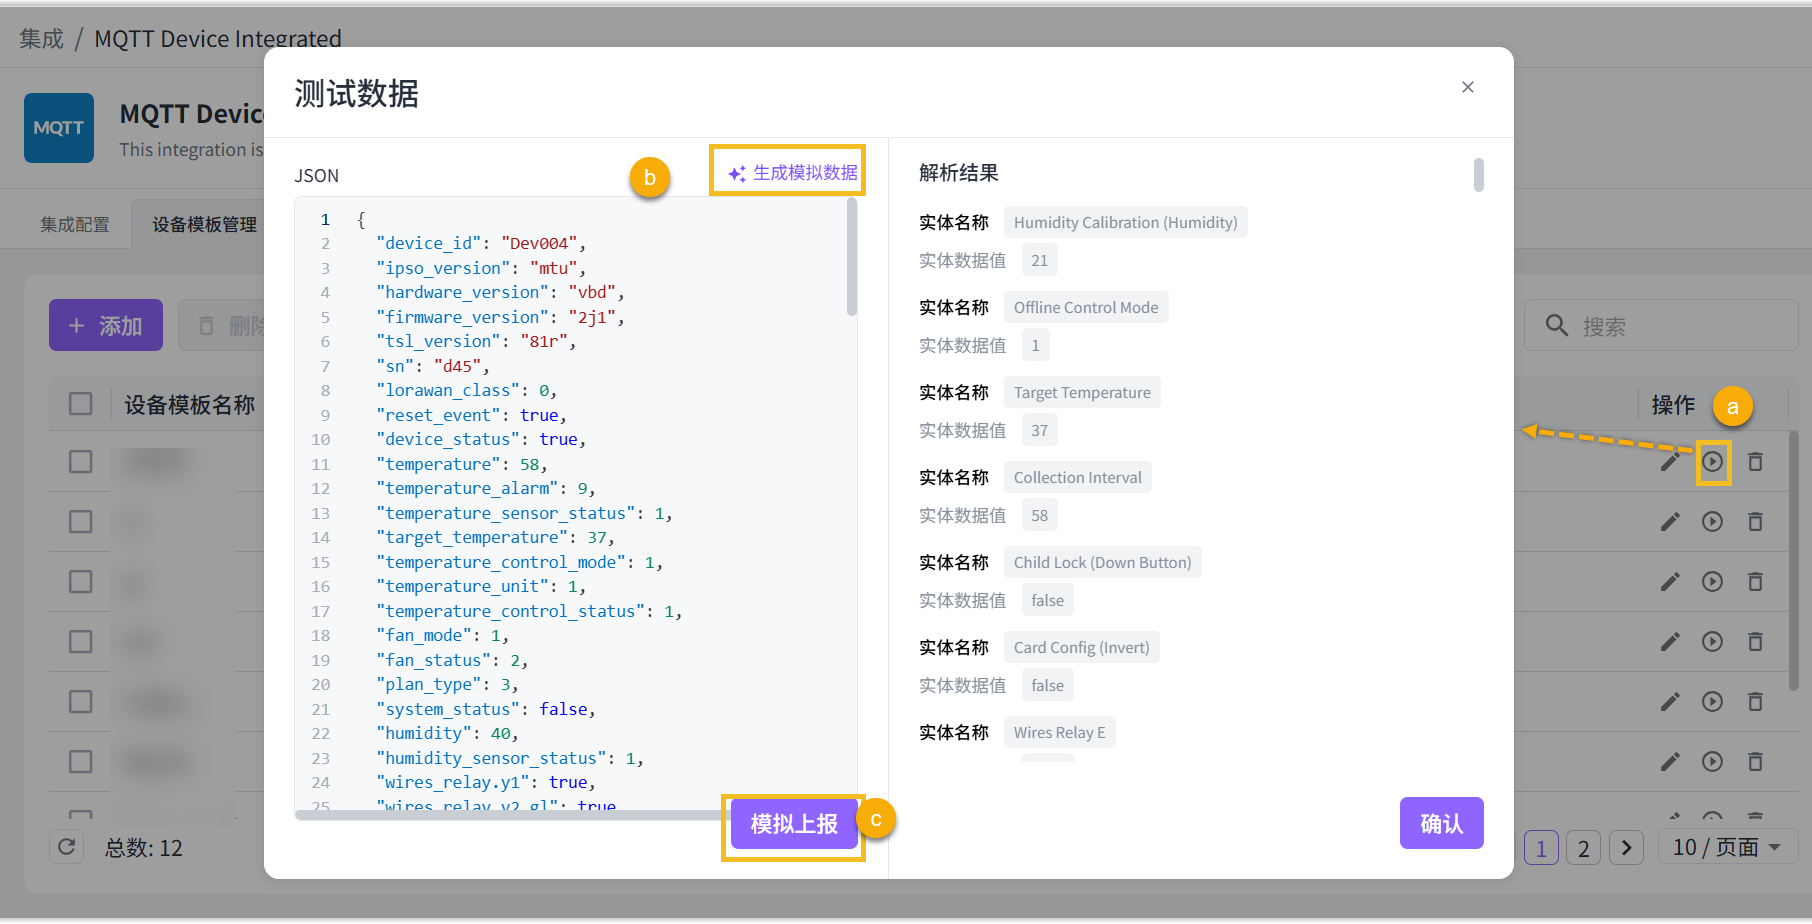 集成 / MQTT Device Integrated
MQTT
MQTT Devic
This integration is
集成配置
设备模板管理
+ 添加
删除
搜索
设备模板名称
操作
a
总数: 12
1
2
10 / 页面
测试数据
JSON
b
生成模拟数据
1 {
2 "device_id": "Dev004",
3 "ipso_version": "mtu",
4 "hardware_version": "vbd",
5 "firmware_version": "2j1",
6 "tsl_version": "81r",
7 "sn": "d45",
8 "lorawan_class": 0,
9 "reset_event": true,
10 "device_status": true,
11 "temperature": 58,
12 "temperature_alarm": 9,
13 "temperature_sensor_status": 1,
14 "target_temperature": 37,
15 "temperature_control_mode": 1,
16 "temperature_unit": 1,
17 "temperature_control_status": 1,
18 "fan_mode": 1,
19 "fan_status": 2,
20 "plan_type": 3,
21 "system_status": false,
22 "humidity": 40,
23 "humidity_sensor_status": 1,
24 "wires_relay.y1": true,
25 "wires_relay.y2_gl": true
模拟上报
c
解析结果
实体名称 Humidity Calibration (Humidity)
实体数据值 21
实体名称 Offline Control Mode
实体数据值 1
实体名称 Target Temperature
实体数据值 37
实体名称 Collection Interval
实体数据值 58
实体名称 Child Lock (Down Button)
实体数据值 false
实体名称 Card Config (Invert)
实体数据值 false
实体名称 Wires Relay E
确认